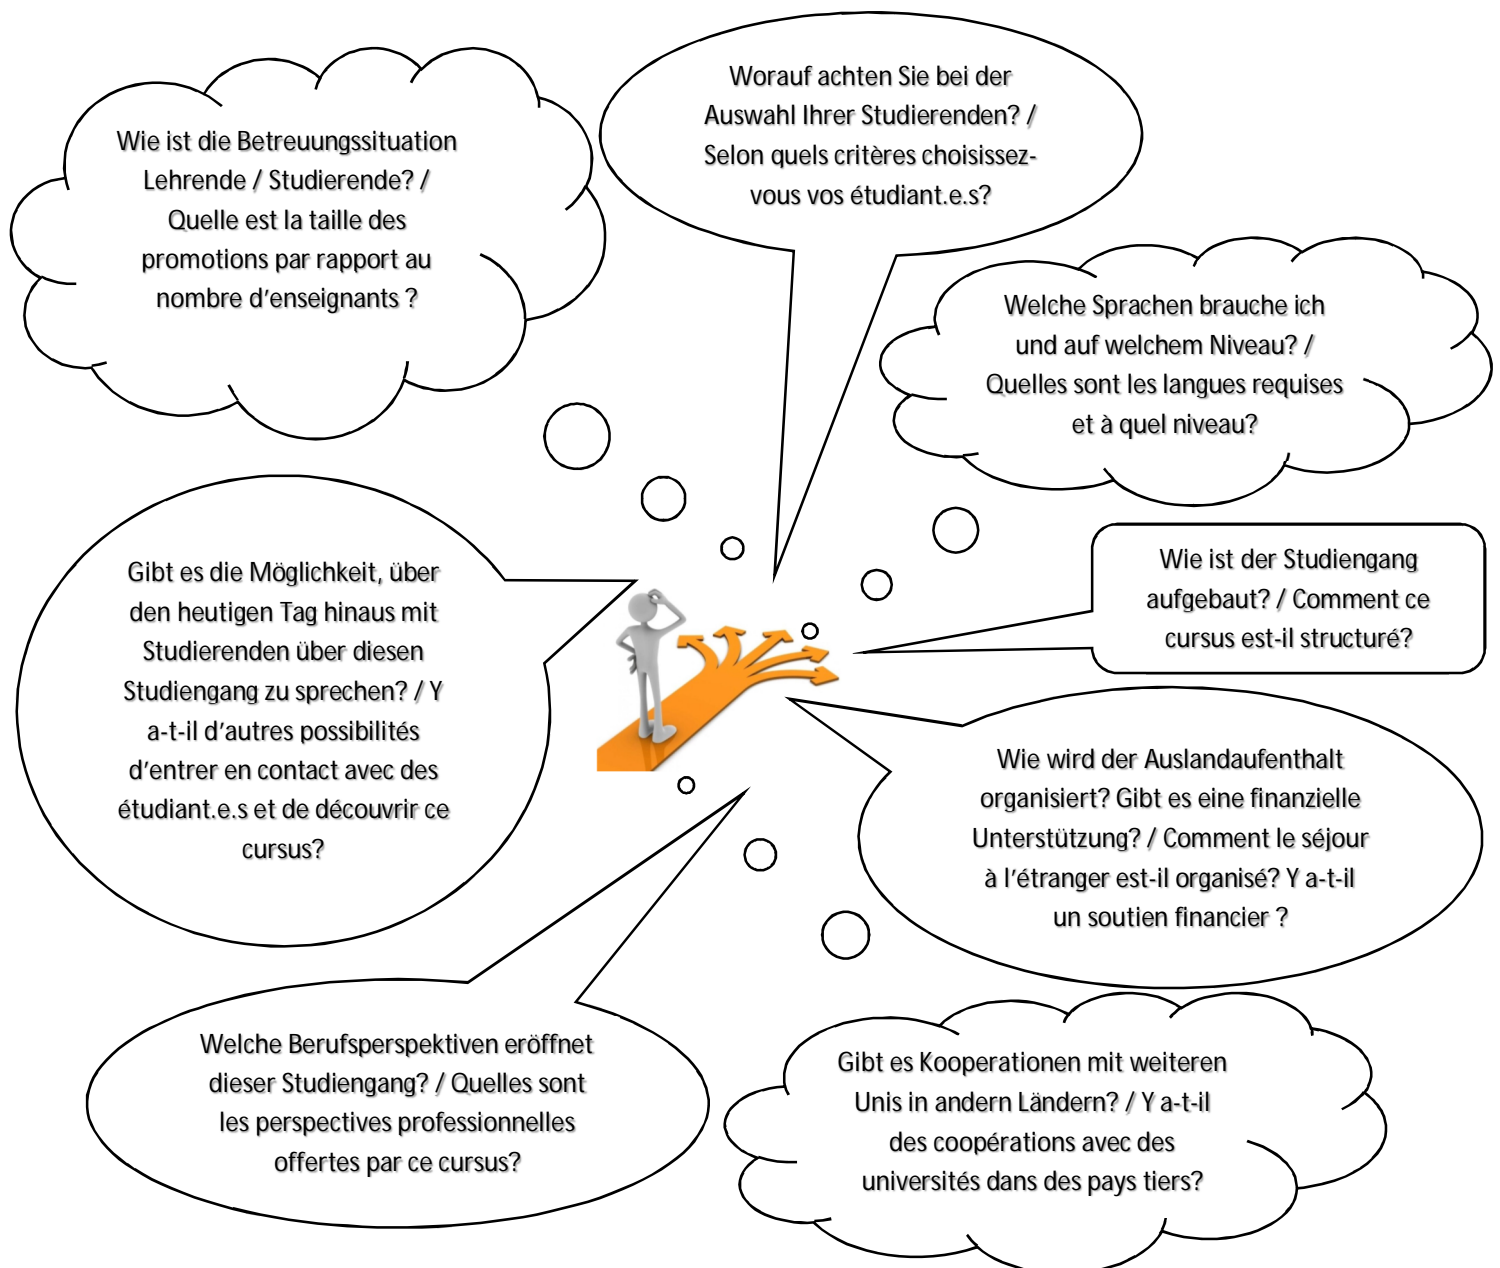 Wie ist die Betreuungssituation
Lehrende / Studierende? /
Quelle est la taille des
promotions par rapport au
nombre d'enseignants ?
Worauf achten Sie bei der
Auswahl Ihrer Studierenden? /
Selon quels critères choisissez-
vous vos étudiant.e.s?
Welche Sprachen brauche ich
und auf welchem Niveau? /
Quelles sont les langues requises
et à quel niveau?
Gibt es die Möglichkeit, über
den heutigen Tag hinaus mit
Studierenden über diesen
Studiengang zu sprechen? / Y
a-t-il d'autres possibilités
d'entrer en contact avec des
étudiant.e.s et de découvrir ce
cursus?
Wie ist der Studiengang
aufgebaut? / Comment ce
cursus est-il structuré?
Wie wird der Auslandaufenthalt
organisiert? Gibt es eine finanzielle
Unterstützung? / Comment le séjour
à l'étranger est-il organisé? Y a-t-il
un soutien financier ?
Welche Berufsperspektiven eröffnet
dieser Studiengang? / Quelles sont
les perspectives professionnelles
offertes par ce cursus?
Gibt es Kooperationen mit weiteren
Unis in andern Ländern? / Y a-t-il
des coopérations avec des
universités dans des pays tiers?